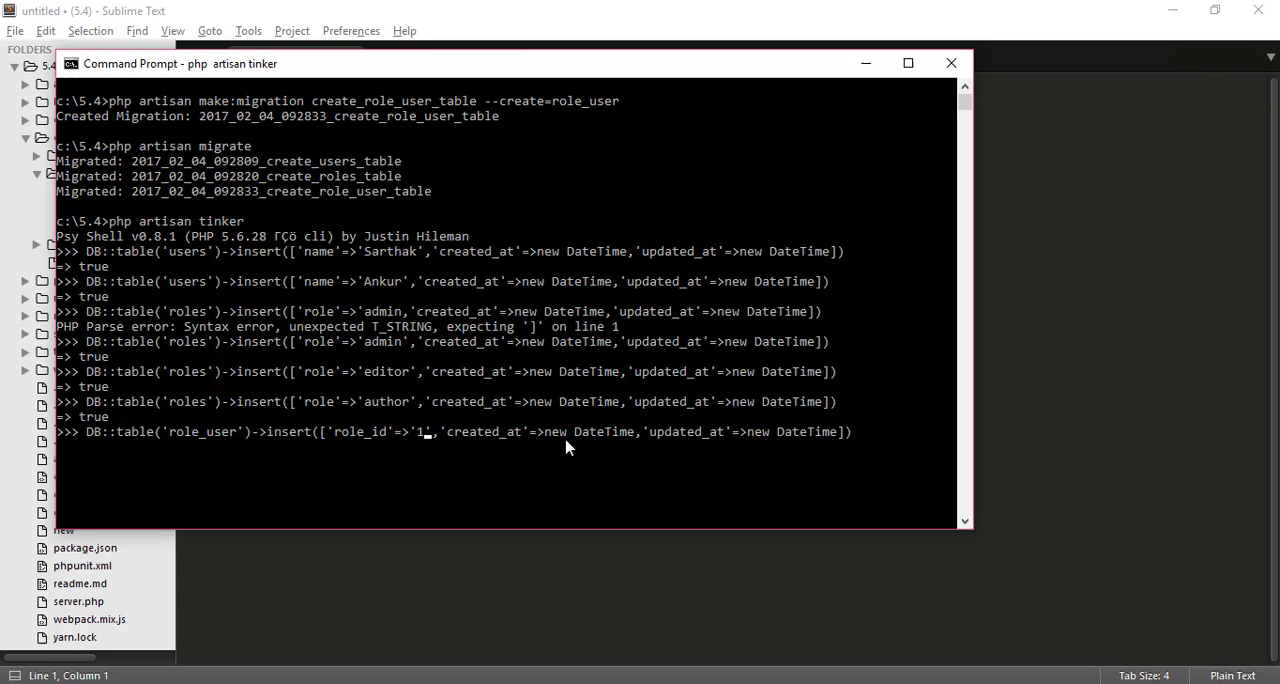 untitled • (5.4) - Sublime Text
File Edit Selection Find View Goto Tools Project Preferences Help
FOLDERS
5.4
Command Prompt - php  artisan tinker
c:\5.4>php artisan make:migration create_role_user_table --create=role_user
Created Migration: 2017_02_04_092833_create_role_user_table
c:\5.4>php artisan migrate
Migrated: 2017_02_04_092809_create_users_table
Migrated: 2017_02_04_092820_create_roles_table
Migrated: 2017_02_04_092833_create_role_user_table
c:\5.4>php artisan tinker
Psy Shell v0.8.1 (PHP 5.6.28 ΓÇö cli) by Justin Hileman
>>> DB::table('users')->insert(['name'=>'Sarthak','created_at'=>new DateTime,'updated_at'=>new DateTime])
=> true
>>> DB::table('users')->insert(['name'=>'Ankur','created_at'=>new DateTime,'updated_at'=>new DateTime])
=> true
>>> DB::table('roles')->insert(['role'=>'admin,'created_at'=>new DateTime,'updated_at'=>new DateTime])
PHP Parse error: Syntax error, unexpected T_STRING, expecting ']' on line 1
>>> DB::table('roles')->insert(['role'=>'admin','created_at'=>new DateTime,'updated_at'=>new DateTime])
=> true
>>> DB::table('roles')->insert(['role'=>'editor','created_at'=>new DateTime,'updated_at'=>new DateTime])
=> true
>>> DB::table('roles')->insert(['role'=>'author','created_at'=>new DateTime,'updated_at'=>new DateTime])
=> true
>>> DB::table('role_user')->insert(['role_id'=>'1','created_at'=>new DateTime,'updated_at'=>new DateTime])
package.json
phpunit.xml
readme.md
server.php
webpack.mix.js
yarn.lock
Line 1, Column 1
Tab Size: 4
Plain Text